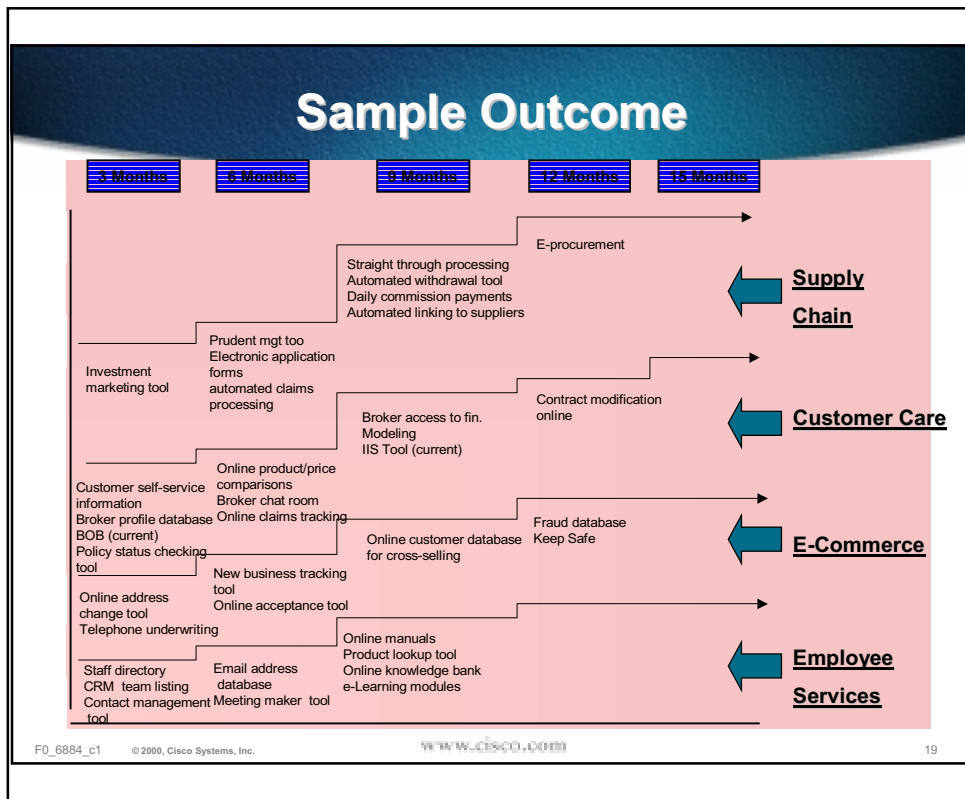 Sample Outcome
3 Months
6 Months
9 Months
12 Months
15 Months
E-procurement
Straight through processing
Automated withdrawal tool
Daily commission payments
Automated linking to suppliers
Supply
Chain
Prudent mgt too
Electronic application
forms
automated claims
processing
Investment
marketing tool
Contract modification
online
Broker access to fin.
Modeling
IIS Tool (current)
Customer Care
Online product/price
comparisons
Broker chat room
Online claims tracking
Customer self-service
information
Broker profile database
BOB (current)
Policy status checking
tool
Fraud database
Keep Safe
Online customer database
for cross-selling
E-Commerce
New business tracking
tool
Online acceptance tool
Online address
change tool
Telephone underwriting
Online manuals
Product lookup tool
Online knowledge bank
e-Learning modules
Employee
Services
Email address
database
Meeting maker tool
Staff directory
CRM team listing
Contact management
tool
F0_6884_c1
© 2000, Cisco Systems, Inc.
www.cisco.com
19